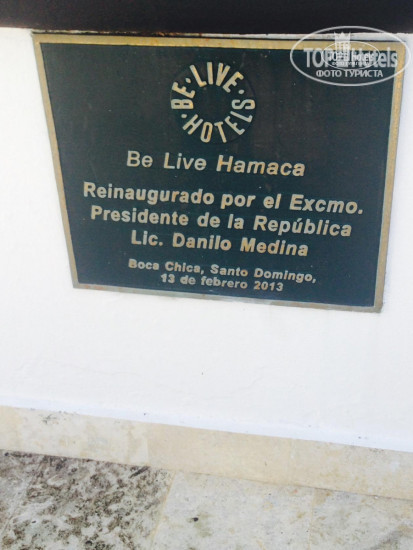 TOPHotels
ФОТО ТУРИСТА
BE·LIVE·HOTELS·
Be Live Hamaca
Reinaugurado por el Excmo.
Presidente de la República
Lic. Danilo Medina
Boca Chica, Santo Domingo,
13 de febrero 2013